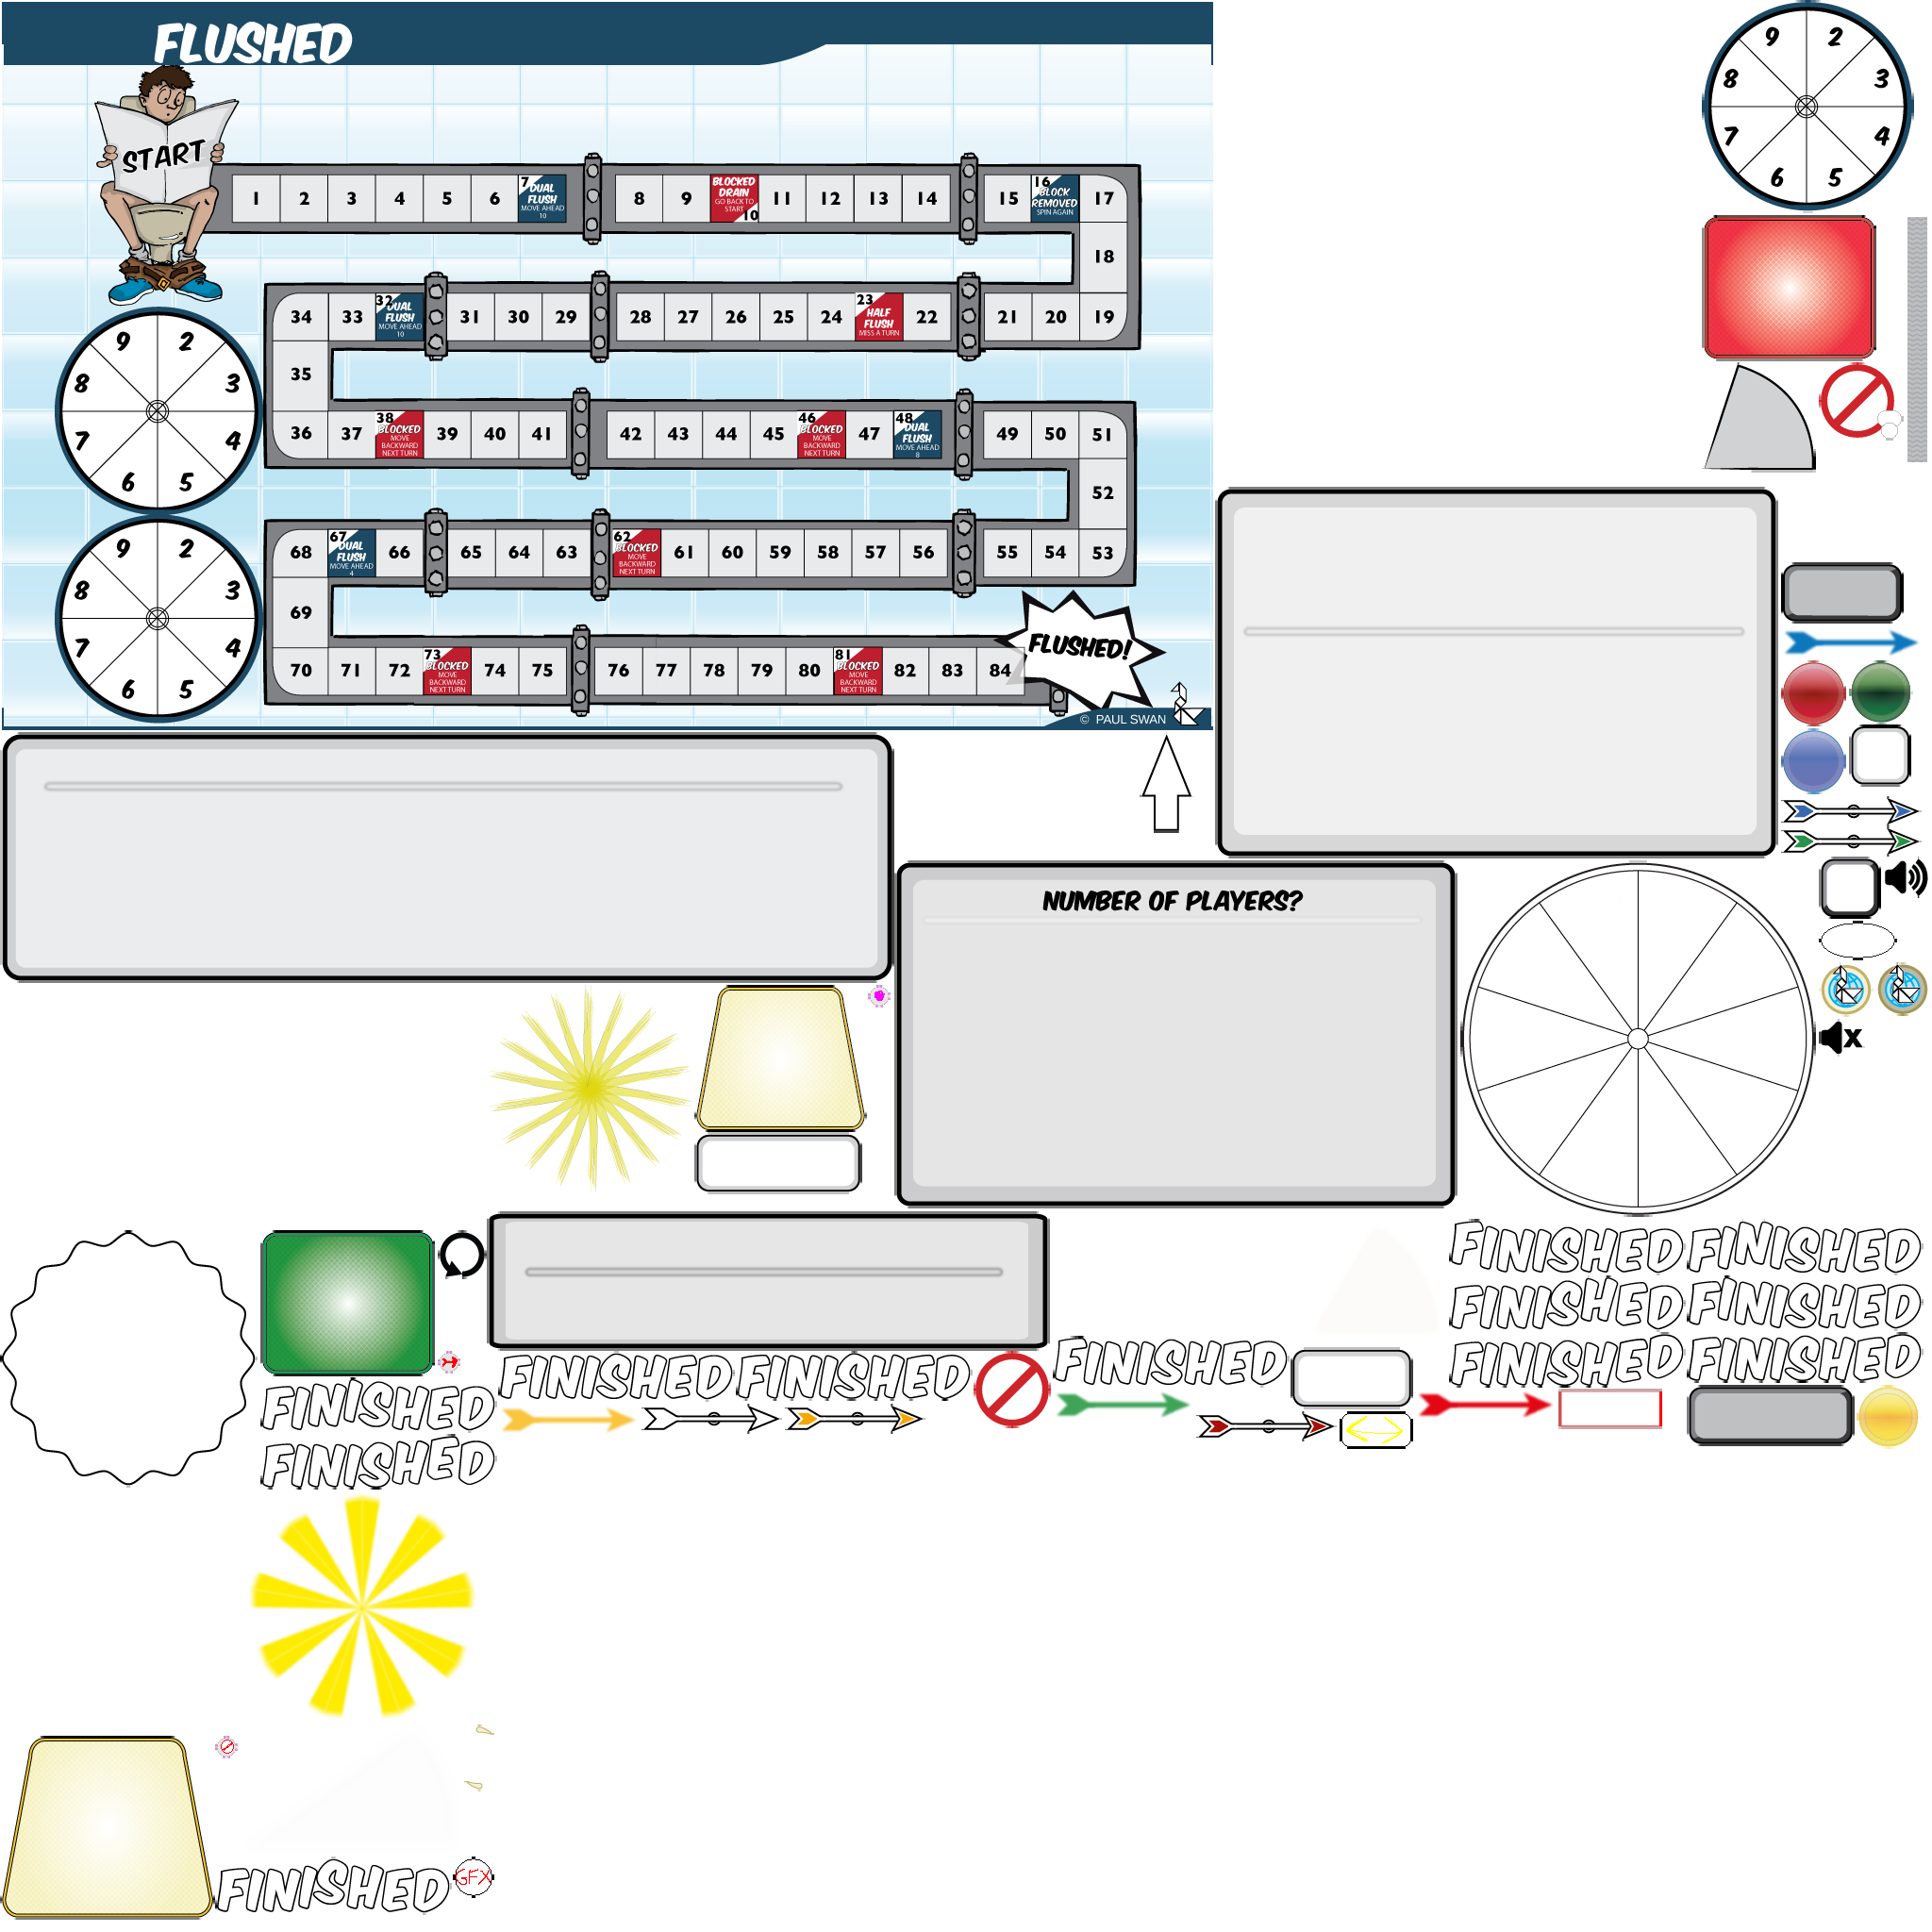 FLUSHED
START
1 2 3 4 5 6 7 DUAL FLUSH MOVE AHEAD 10 8 9 BLOCKED DRAIN GO BACK TO START 10 11 12 13 14 15 16 BLOCK REMOVED SPIN AGAIN 17
18
34 33 32 DUAL FLUSH MOVE AHEAD 10 31 30 29 28 27 26 25 24 23 HALF FLUSH MISS A TURN 22 21 20 19
35
36 37 38 BLOCKED MOVE BACKWARD NEXT TURN 39 40 41 42 43 44 45 46 BLOCKED MOVE BACKWARD NEXT TURN 47 48 DUAL FLUSH MOVE AHEAD 8 49 50 51
52
68 67 DUAL FLUSH MOVE AHEAD 4 66 65 64 63 62 BLOCKED MOVE BACKWARD NEXT TURN 61 60 59 58 57 56 55 54 53
69
70 71 72 73 BLOCKED MOVE BACKWARD NEXT TURN 74 75 76 77 78 79 80 81 BLOCKED MOVE BACKWARD NEXT TURN 82 83 84
FLUSHED!
© PAUL SWAN
9 2
8 3
7 4
6 5
9 2
8 3
7 4
6 5
9 2
8 3
7 4
6 5
NUMBER OF PLAYERS?
X
FINISHED FINISHED
FINISHED FINISHED
FINISHED FINISHED
FINISHED FINISHED FINISHED
FINISHED
FINISHED
FINISHED
GFX